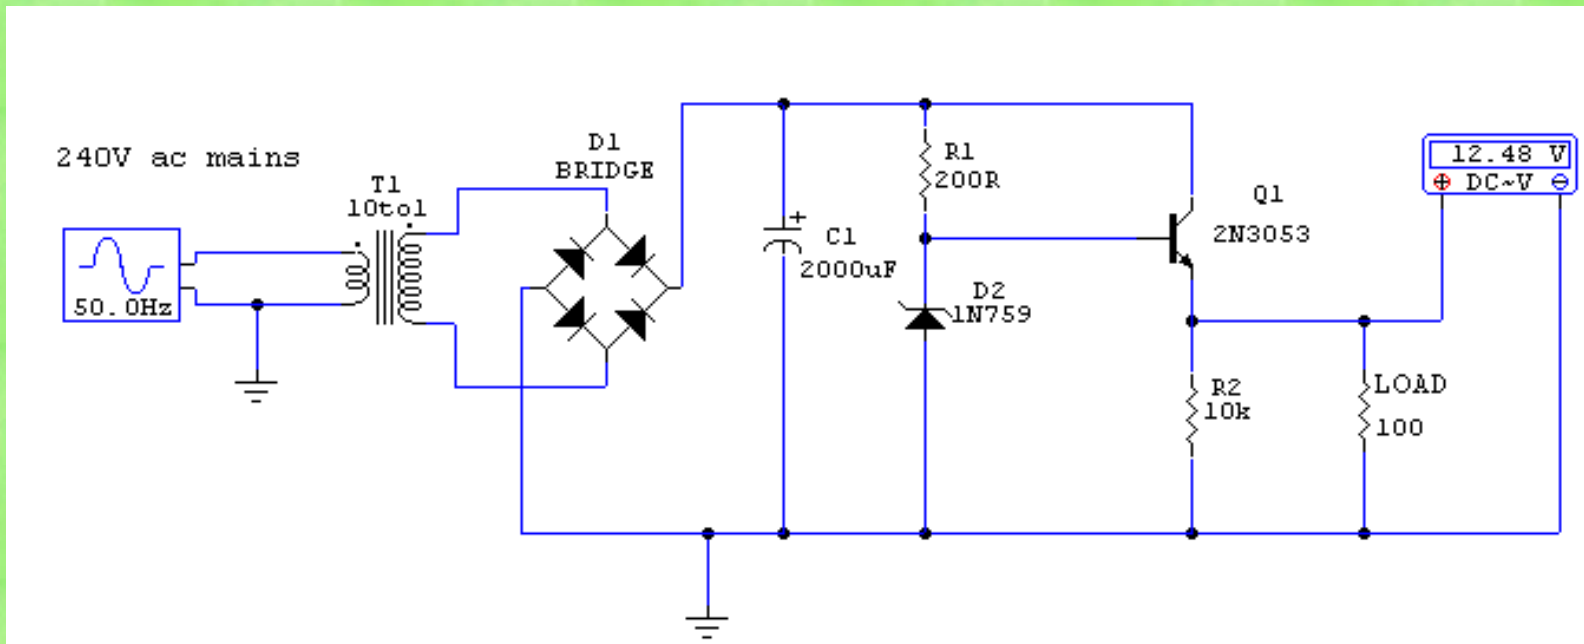 240V ac mains
50.0Hz
T1
10to1
D1
BRIDGE
+
C1
2000uF
R1
200R
D2
1N759
Q1
2N3053
R2
10k
LOAD
100
12.48 V
+ DC~V -